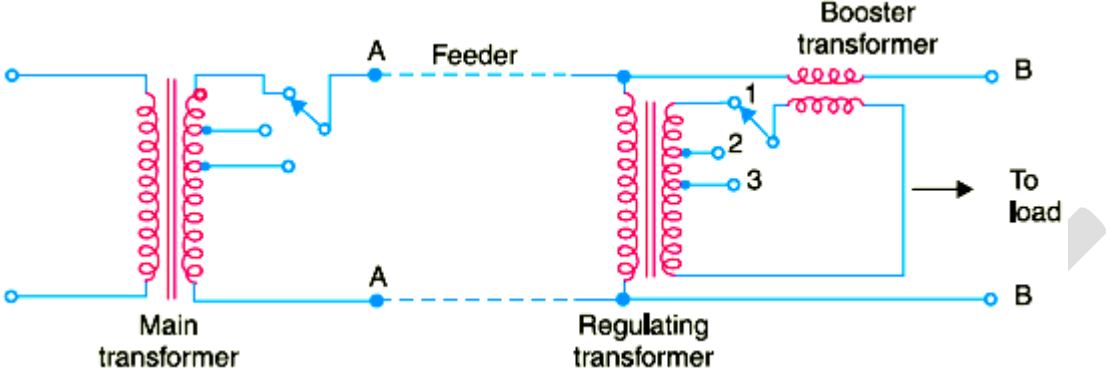 Booster
transformer
A
Feeder
B
1
2
3
To
load
A
B
Main
transformer
Regulating
transformer